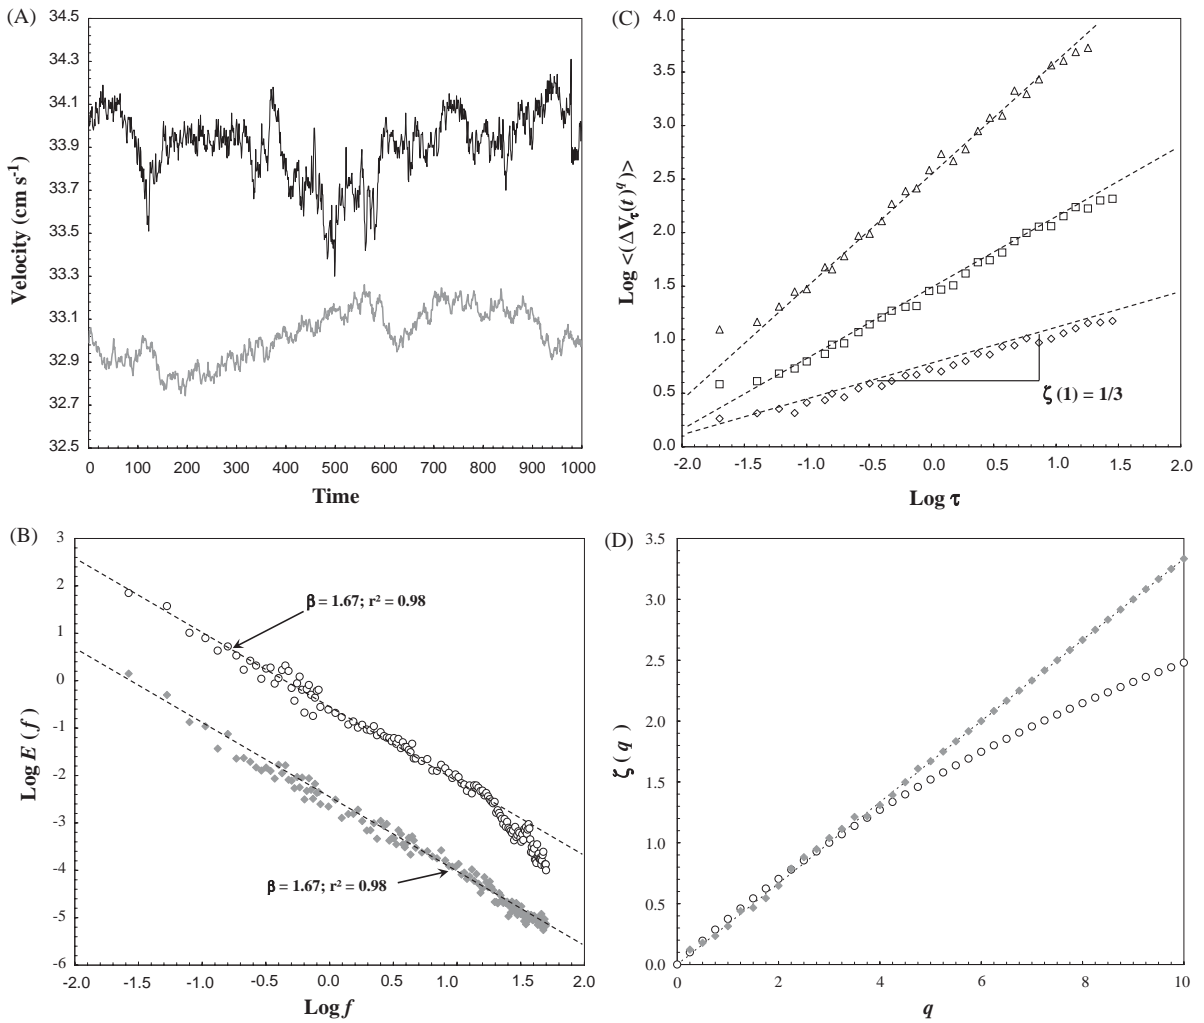 (A)
34.5
34.3
34.1
33.9
33.7
33.5
33.3
33.1
32.9
32.7
32.5
Velocity (cm s⁻¹)
0 100 200 300 400 500 600 700 800 900 1000
Time
(C)
4.0
3.5
3.0
2.5
2.0
1.5
1.0
0.5
0.0
Log <(ΔVτ(t)^q)>
ζ (1) = 1/3
-2.0 -1.5 -1.0 -0.5 0.0 0.5 1.0 1.5 2.0
Log τ
(B)
3
2
1
0
-1
-2
-3
-4
-5
-6
Log E (f)
β = 1.67; r² = 0.98
β = 1.67; r² = 0.98
-2.0 -1.5 -1.0 -0.5 0.0 0.5 1.0 1.5 2.0
Log f
(D)
3.5
3.0
2.5
2.0
1.5
1.0
0.5
0.0
ζ (q)
0 2 4 6 8 10
q